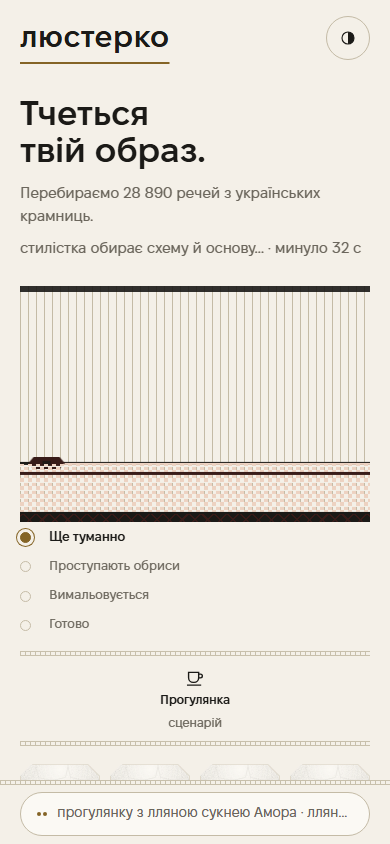 люстерко
Тчеться
твій образ.
Перебираємо 28 890 речей з українських
крамниць.
стилістка обирає схему й основу... · минуло 32 с
Ще туманно
Проступають обриси
Вимальовується
Готово
Прогулянка
сценарій
прогулянку з лляною сукнею Амора · ллян...